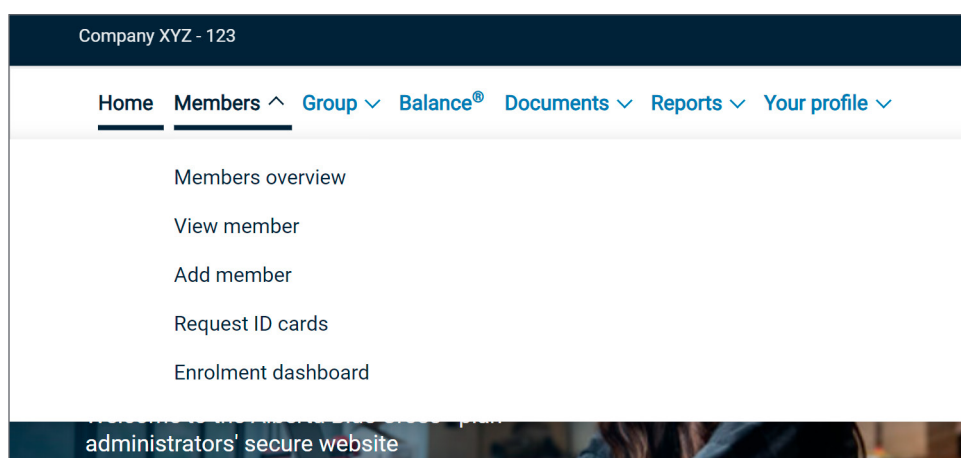 Company XYZ - 123
Home Members Group Balance® Documents Reports Your profile
Members overview
View member
Add member
Request ID cards
Enrolment dashboard
administrators' secure website